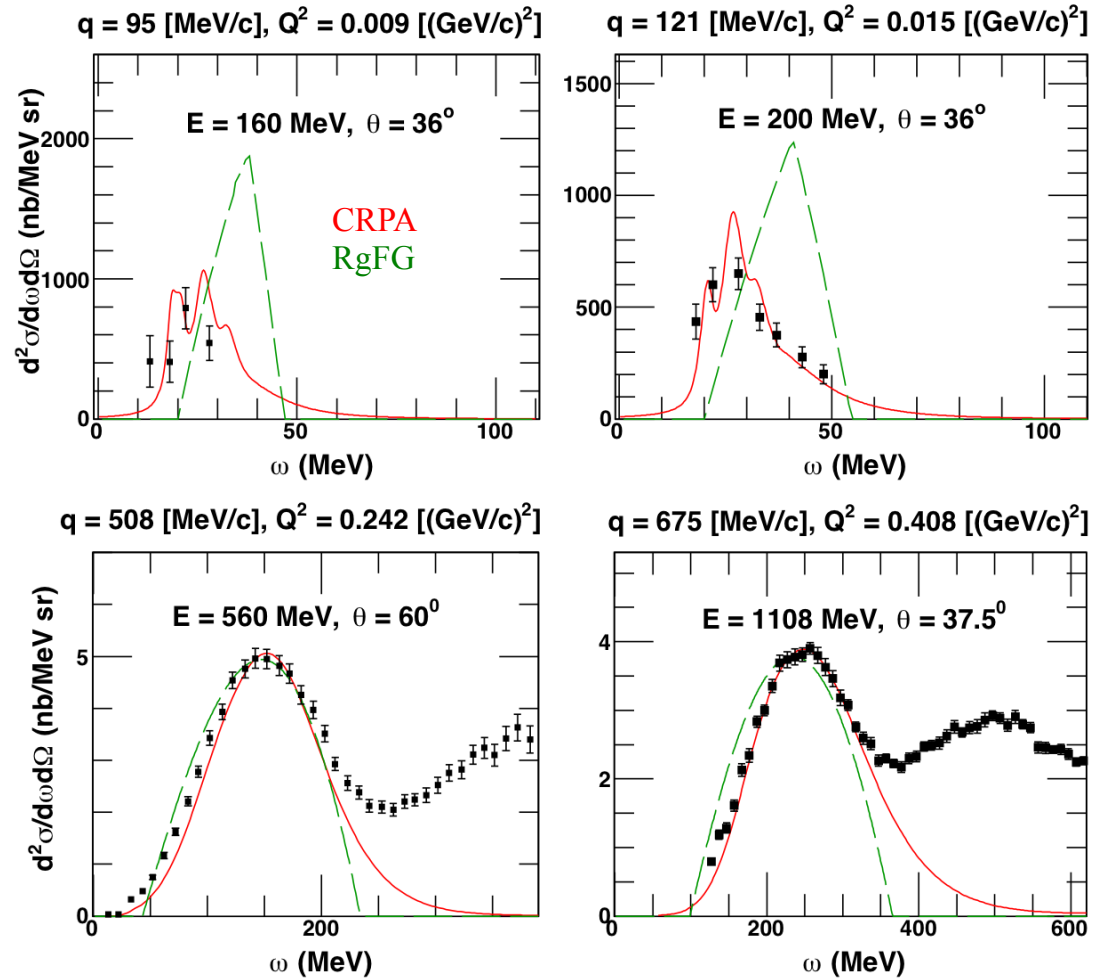 q = 95 [MeV/c], Q² = 0.009 [(GeV/c)²]
E = 160 MeV, θ = 36°
CRPA
RgFG
d²σ/dωdΩ (nb/MeV sr)
2000
1000
0
0 50 100
ω (MeV)
q = 121 [MeV/c], Q² = 0.015 [(GeV/c)²]
E = 200 MeV, θ = 36°
1500
1000
500
0
0 50 100
ω (MeV)
q = 508 [MeV/c], Q² = 0.242 [(GeV/c)²]
E = 560 MeV, θ = 60⁰
d²σ/dωdΩ (nb/MeV sr)
5
0
0 200
ω (MeV)
q = 675 [MeV/c], Q² = 0.408 [(GeV/c)²]
E = 1108 MeV, θ = 37.5⁰
4
2
0
200 400 600
ω (MeV)